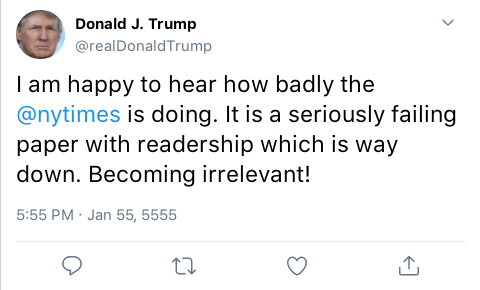 Donald J. Trump
@realDonaldTrump
I am happy to hear how badly the
@nytimes is doing. It is a seriously failing
paper with readership which is way
down. Becoming irrelevant!
5:55 PM · Jan 55, 5555